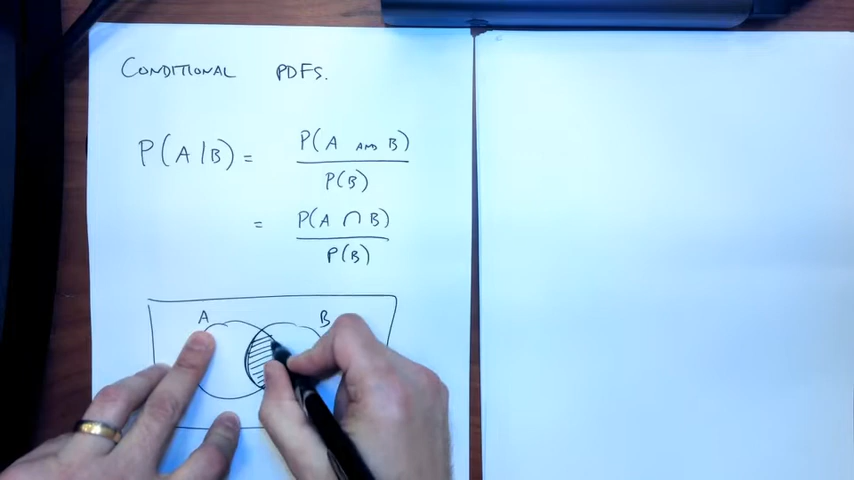 CONDITIONAL PDFS.
P(A|B) = P(A AND B) / P(B)
= P(A ∩ B) / P(B)
A B